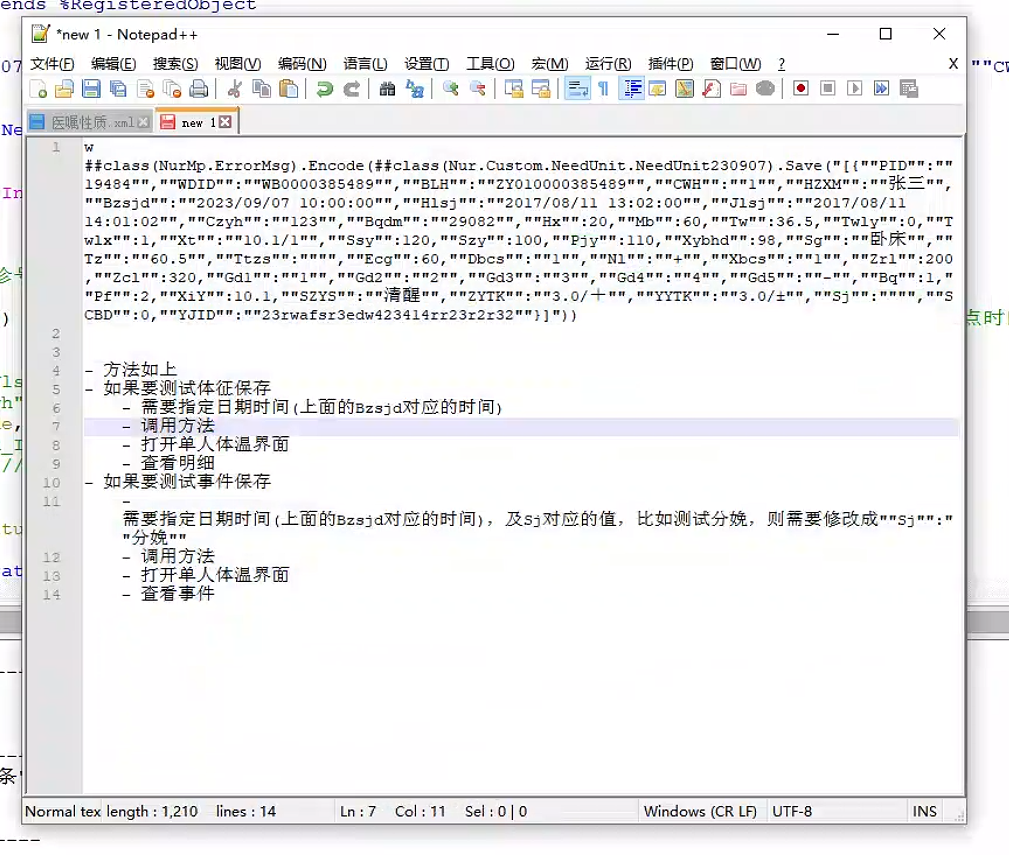 ends %RegisteredObject
*new 1 - Notepad++
文件(F) 编辑(E) 搜索(S) 视图(V) 编码(N) 语言(L) 设置(T) 工具(O) 宏(M) 运行(R) 插件(P) 窗口(W) ? X
医嘱性质.xml new 1
1 w
##class(NurMp.ErrorMsg).Encode(##class(Nur.Custom.NeedUnit.NeedUnit230907).Save("[{""PID"":""
19484"",""WDID"":""WB0000385489"",""BLH"":""ZY010000385489"",""CWH"":""1"",""HZXM"":""张三"",
""Bzsjd"":""2023/09/07 10:00:00"",""Hlsj"":""2017/08/11 13:02:00"",""Jlsj"":""2017/08/11
14:01:02"",""Czyh"":""123"",""Bqdm"":""29082"",""Hx"":20,""Mb"":60,""Tw"":36.5,""Twly"":0,""T
wlx"":1,""Xt"":""10.1/1"",""Ssy"":120,""Szy"":100,""Pjy"":110,""Xybhd"":98,""Sg"":""卧床"",""
Tz"":""60.5"",""Ttzs"":"""",""Ecg"":60,""Dbcs"":""1"",""Nl"":""+"",""Xbcs"":""1"",""Zrl"":200
,""Zcl"":320,""Gd1"":""1"",""Gd2"":""2"",""Gd3"":""3"",""Gd4"":""4"",""Gd5"":""-"",""Bq"":1,"
"Pf"":2,""XiY"":10.1,""SZYS"":""清醒"",""ZYTK"":""3.0/＋"",""YYTK"":""3.0/±"",""Sj"":"""",""S
CBD"":0,""YJID"":""23rwafsr3edw423414rr23r2r32""}]"))
2
3
4 - 方法如上
5 - 如果要测试体征保存
6 - 需要指定日期时间(上面的Bzsjd对应的时间)
7 - 调用方法
8 - 打开单人体温界面
9 - 查看明细
10 - 如果要测试事件保存
11 -
需要指定日期时间(上面的Bzsjd对应的时间)，及Sj对应的值，比如测试分娩，则需要修改成""Sj"":"
"分娩""
12 - 调用方法
13 - 打开单人体温界面
14 - 查看事件
Normal tex length : 1,210 lines : 14 Ln : 7 Col : 11 Sel : 0 | 0 Windows (CR LF) UTF-8 INS